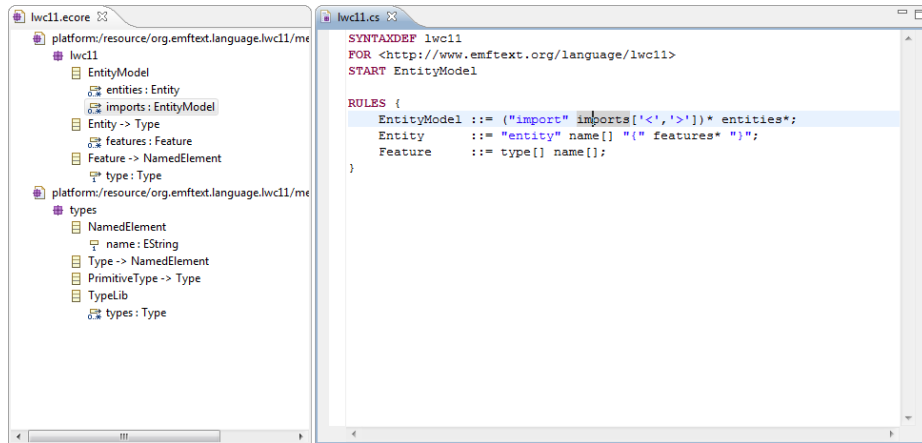 lwc11.ecore
platform:/resource/org.emftext.language.lwc11/me
lwc11
EntityModel
entities : Entity
imports : EntityModel
Entity -> Type
features : Feature
Feature -> NamedElement
type : Type
platform:/resource/org.emftext.language.lwc11/me
types
NamedElement
name : EString
Type -> NamedElement
PrimitiveType -> Type
TypeLib
types : Type
lwc11.cs
SYNTAXDEF lwc11
FOR <http://www.emftext.org/language/lwc11>
START EntityModel
RULES {
EntityModel ::= ("import" imports['<','>'])* entities*;
Entity ::= "entity" name[] "{" features* "}";
Feature ::= type[] name[];
}